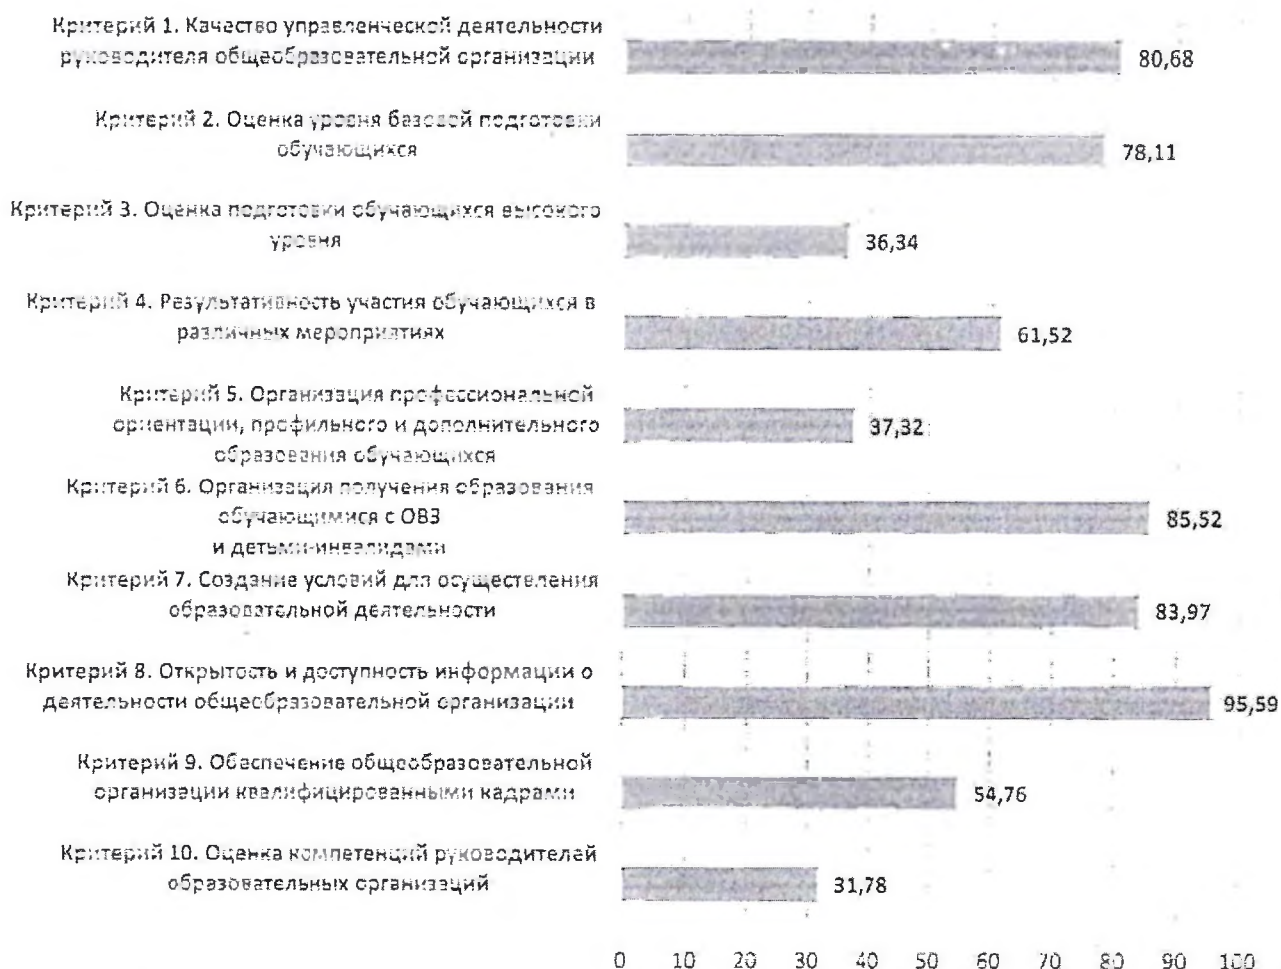 Критерий 1. Качество управленческой деятельности
руководителя общеобразовательной организации
80,68
Критерий 2. Оценка уровня базовой подготовки
обучающихся
78,11
Критерий 3. Оценка подготовки обучающихся высокого
уровня
36,34
Критерий 4. Результативность участия обучающихся в
различных мероприятиях
61,52
Критерий 5. Организация профессиональной
ориентации, профильного и дополнительного
образования обучающихся
37,32
Критерий 6. Организация получения образования
обучающимися с ОВЗ
и детьми-инвалидами
85,52
Критерий 7. Создание условий для осуществления
образовательной деятельности
83,97
Критерий 8. Открытость и доступность информации о
деятельности общеобразовательной организации
95,59
Критерий 9. Обеспечение общеобразовательной
организации квалифицированными кадрами
54,76
Критерий 10. Оценка компетенций руководителей
образовательных организаций
31,78
0 10 20 30 40 50 60 70 80 90 100